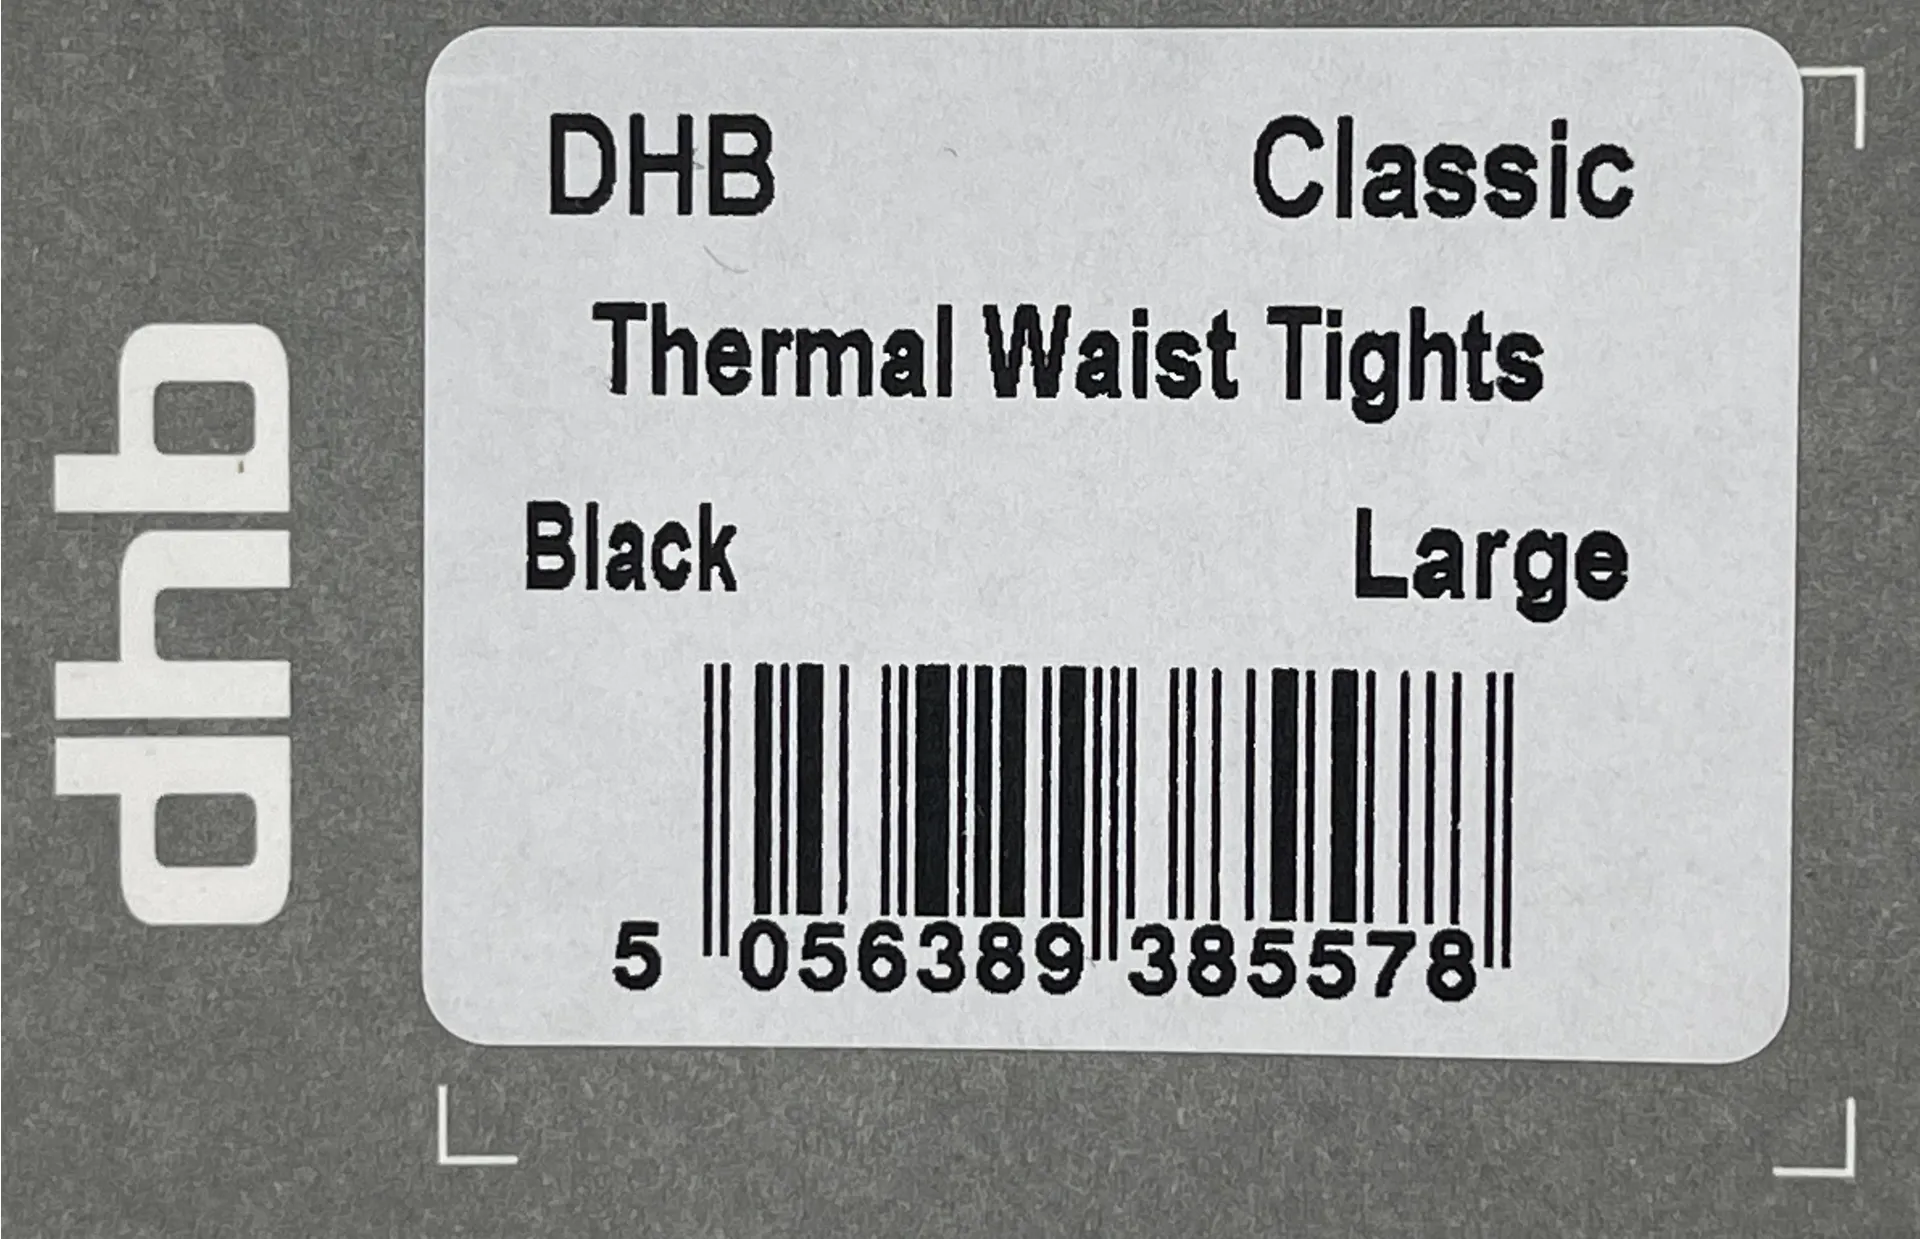 dhb
DHB Classic
Thermal Waist Tights
Black Large
5 056389 385578